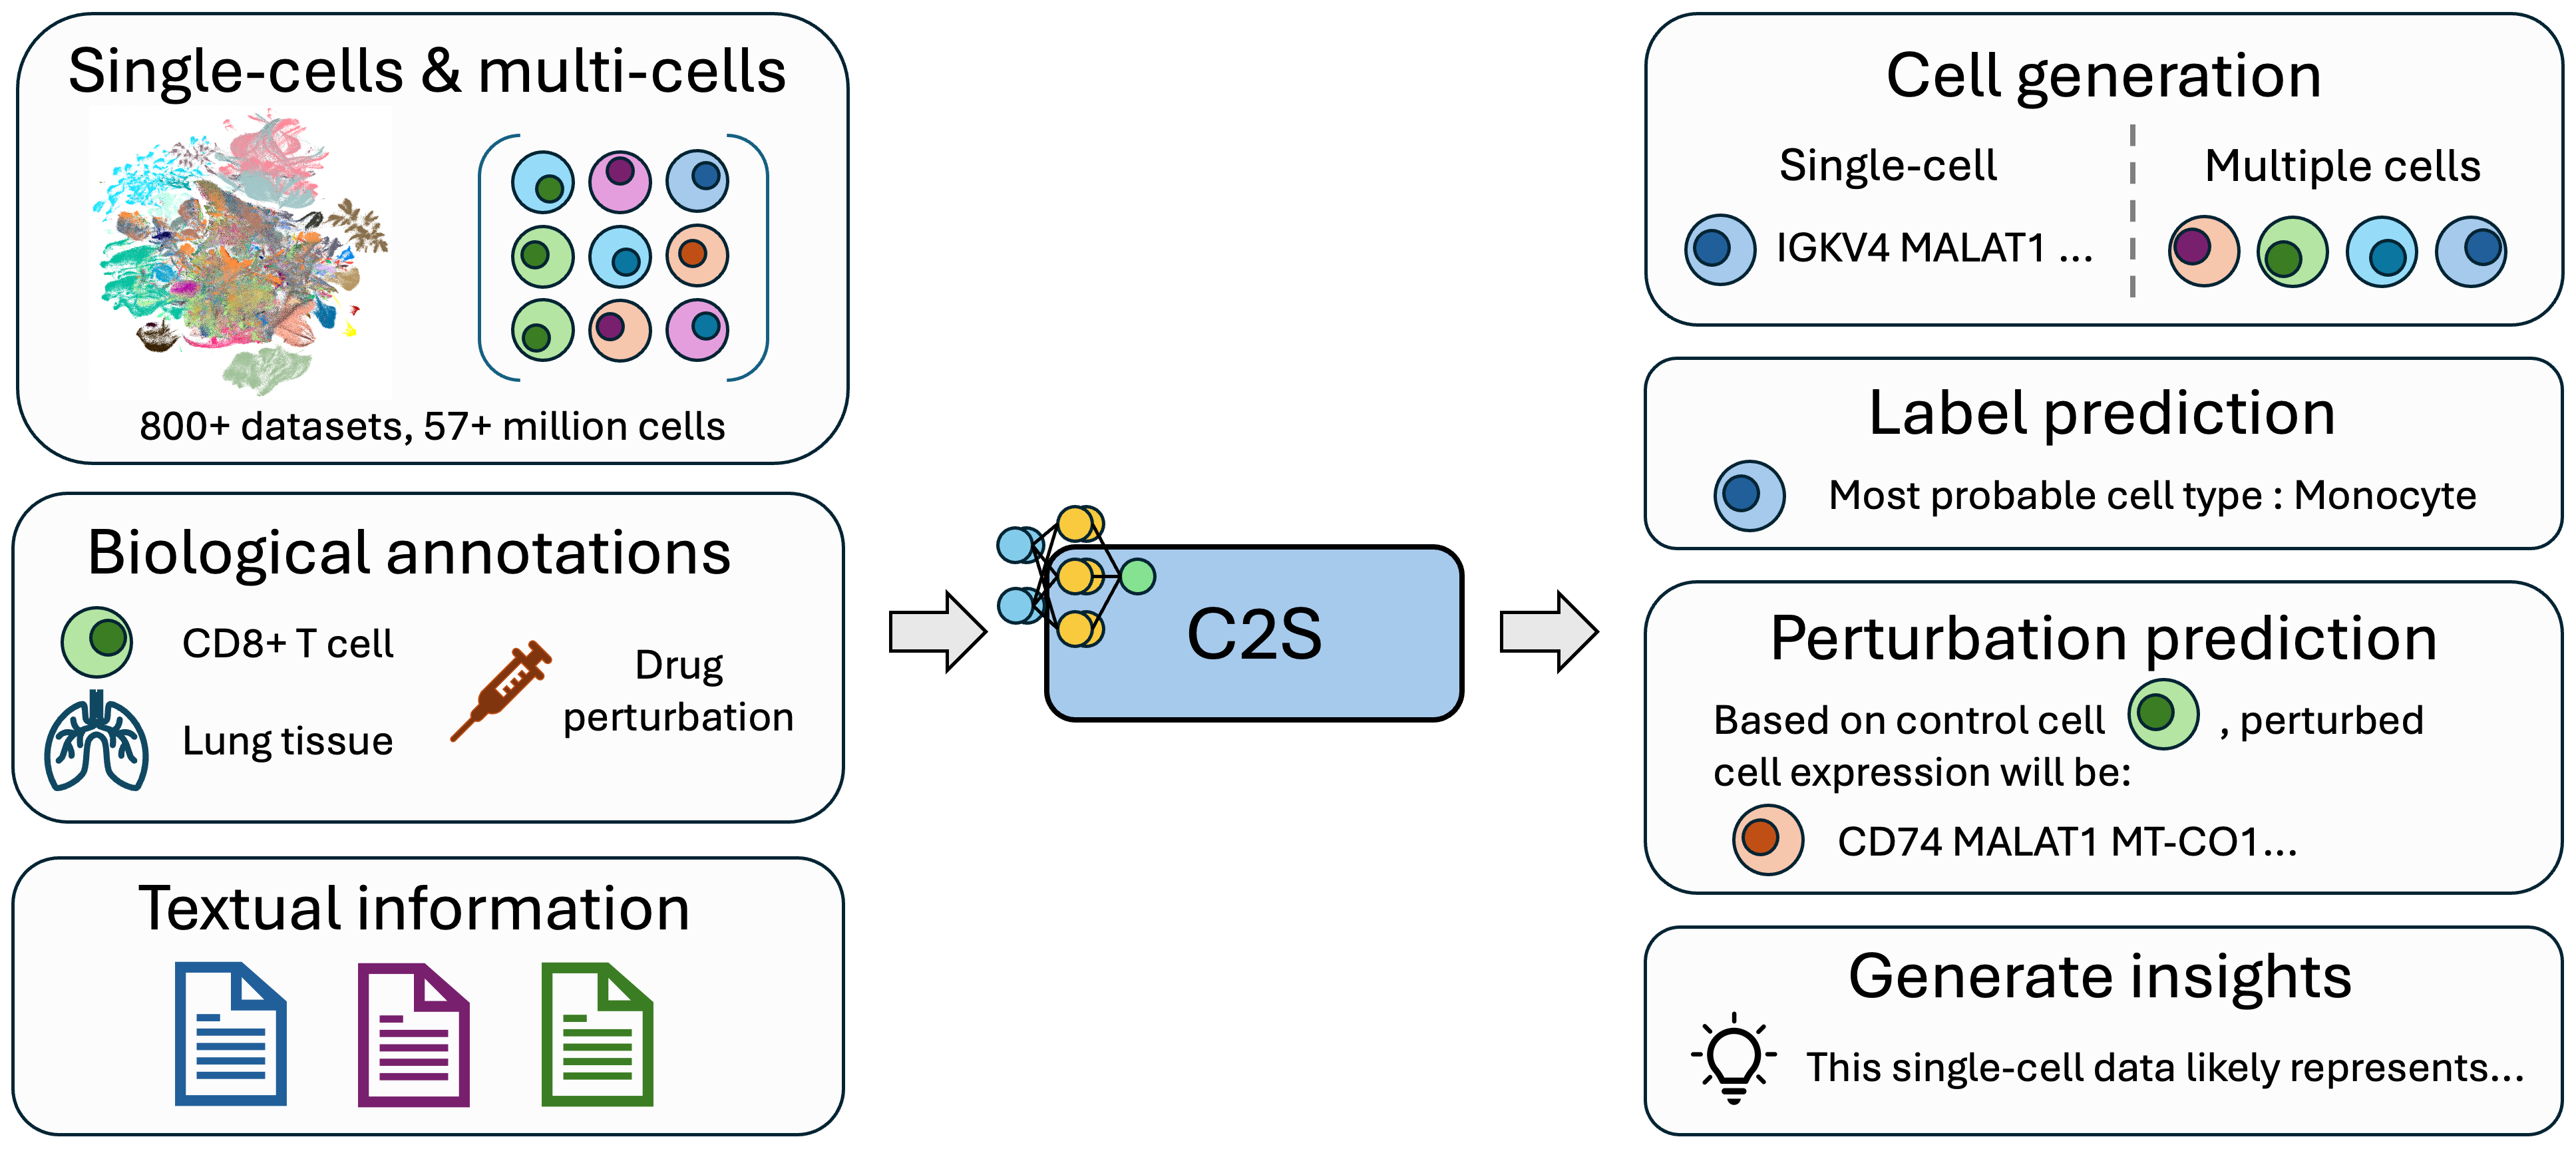 Single-cells & multi-cells
800+ datasets, 57+ million cells
Biological annotations
CD8+ T cell
Lung tissue
Drug
perturbation
Textual information
C2S
Cell generation
Single-cell
IGKV4 MALAT1 ...
Multiple cells
Label prediction
Most probable cell type : Monocyte
Perturbation prediction
Based on control cell , perturbed
cell expression will be:
CD74 MALAT1 MT-CO1...
Generate insights
This single-cell data likely represents...